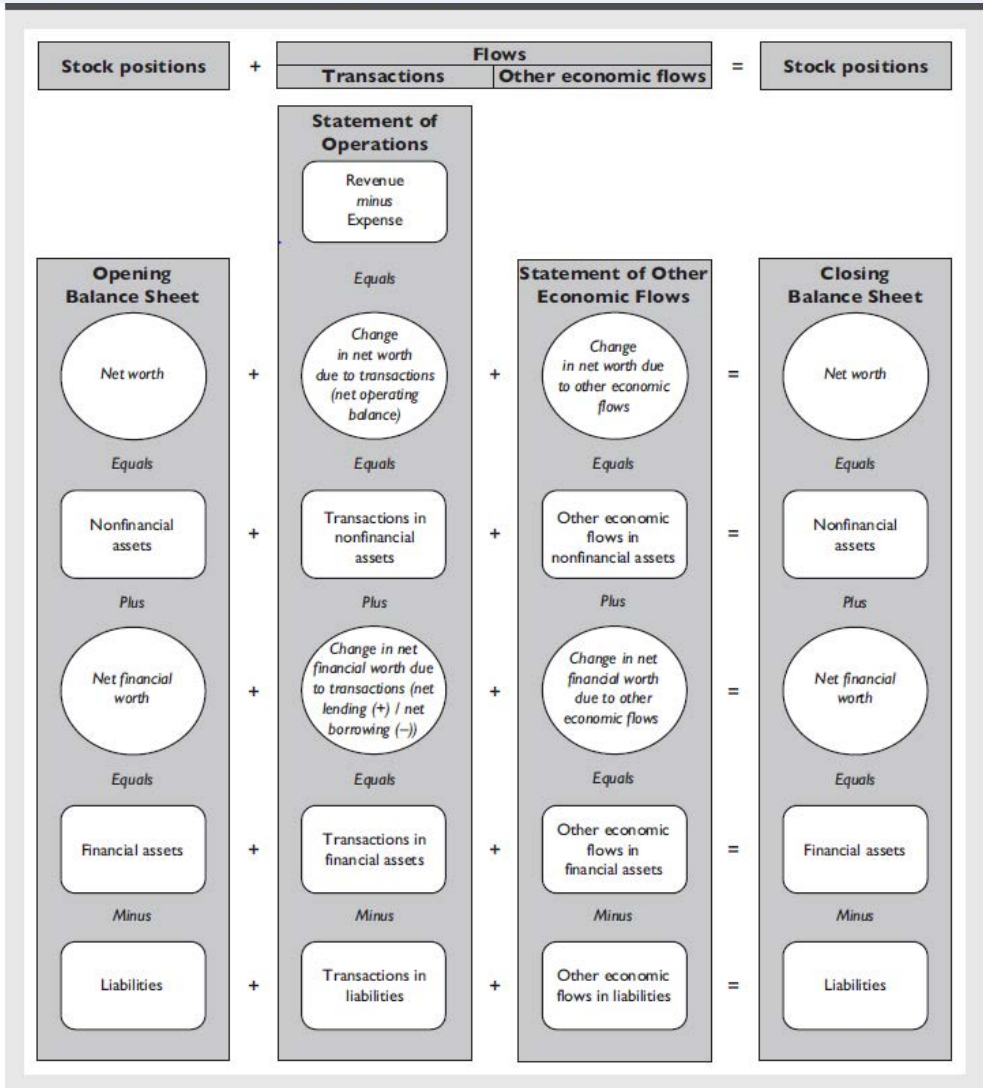 Stock positions
+
Flows
Transactions
Other economic flows
=
Stock positions
Statement of
Operations
Revenue
minus
Expense
Equals
Opening
Balance Sheet
Statement of Other
Economic Flows
Closing
Balance Sheet
Net worth
+
Change
in net worth
due to transactions
(net operating
balance)
+
Change
in net worth due
to other economic
flows
=
Net worth
Equals
Equals
Equals
Equals
Nonfinancial
assets
+
Transactions in
nonfinancial
assets
+
Other economic
flows in
nonfinancial assets
=
Nonfinancial
assets
Plus
Plus
Plus
Plus
Net financial
worth
+
Change in net
financial worth due
to transactions (net
lending (+) / net
borrowing (–))
+
Change in net
financial worth
due to other
economic flows
=
Net financial
worth
Equals
Equals
Equals
Equals
Financial assets
+
Transactions in
financial assets
+
Other economic
flows in
financial assets
=
Financial assets
Minus
Minus
Minus
Minus
Liabilities
+
Transactions in
liabilities
+
Other economic
flows in liabilities
=
Liabilities